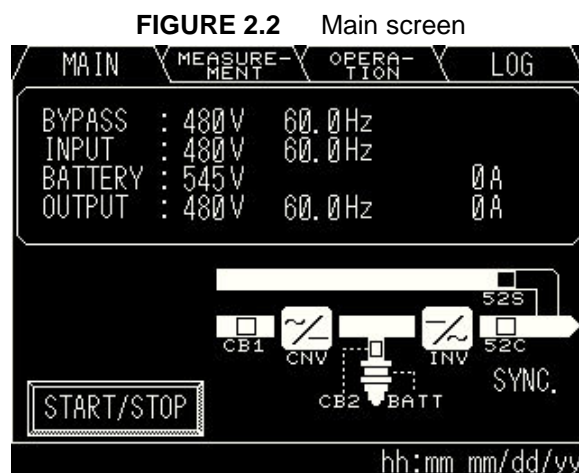 FIGURE 2.2 Main screen
MAIN MEASURE-MENT OPERA-TION LOG
BYPASS : 480V 60.0Hz
INPUT : 480V 60.0Hz
BATTERY : 545V 0A
OUTPUT : 480V 60.0Hz 0A
52S
CB1 CNV INV 52C
SYNC.
START/STOP CB2 BATT
hh:mm mm/dd/yy